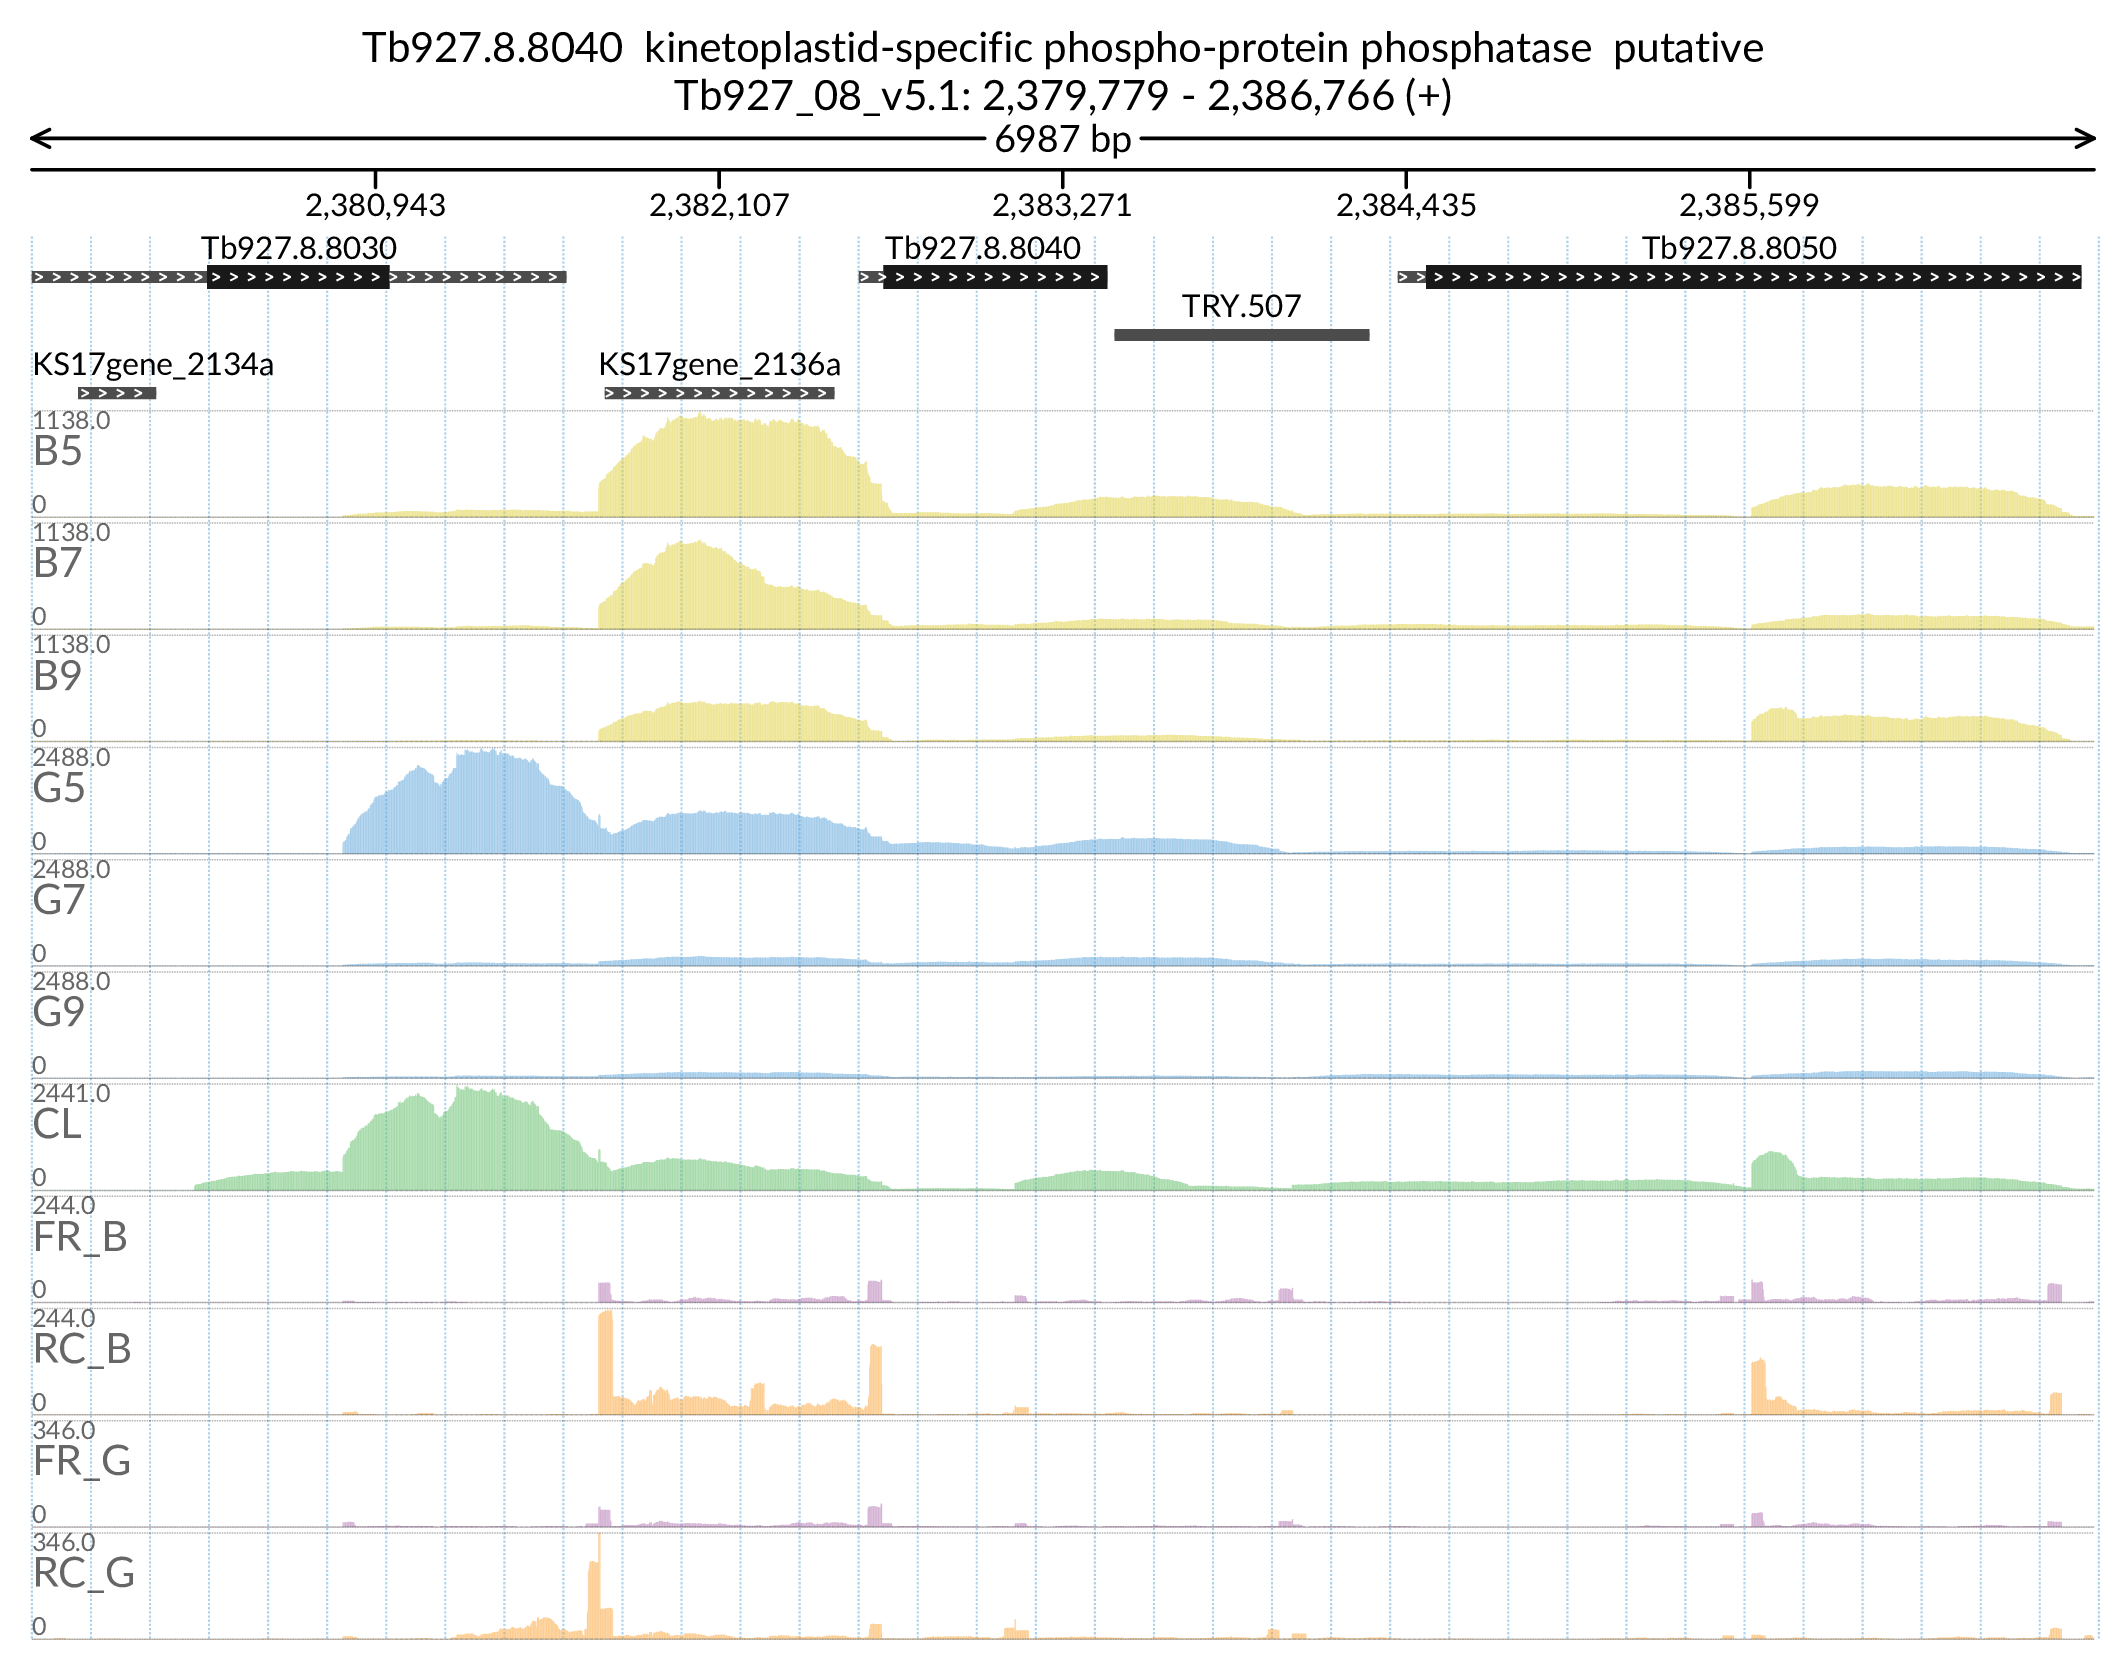 Tb927.8.8040 kinetoplastid-specific phospho-protein phosphatase putative
Tb927_08_v5.1: 2,379,779 - 2,386,766 (+)
6987 bp
2,380,943 2,382,107 2,383,271 2,384,435 2,385,599
Tb927.8.8030 Tb927.8.8040 Tb927.8.8050
TRY.507
KS17gene_2134a KS17gene_2136a
1138.0
B5
0
1138.0
B7
0
1138.0
B9
0
2488.0
G5
0
2488.0
G7
0
2488.0
G9
0
2441.0
CL
0
244.0
FR_B
0
244.0
RC_B
0
346.0
FR_G
0
346.0
RC_G
0